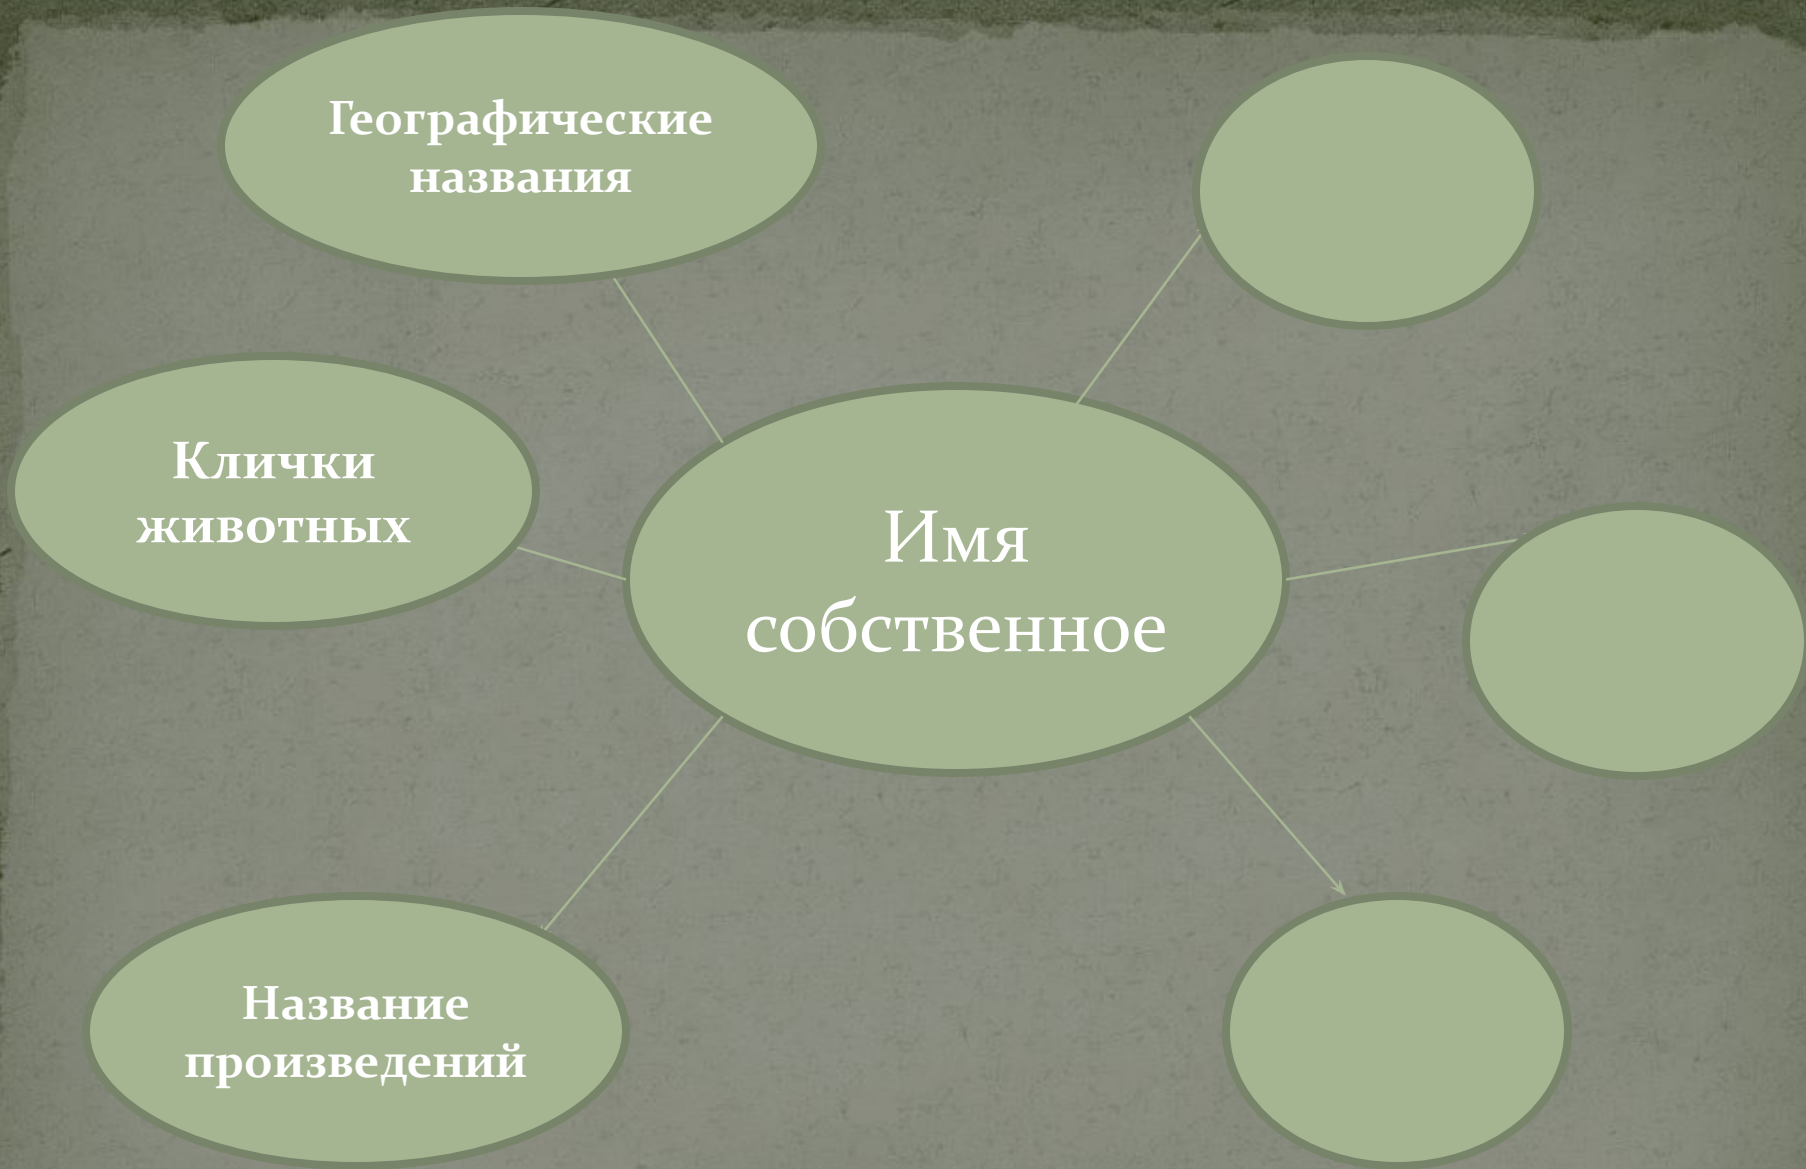 Географические
названия
Клички
животных
Имя
собственное
Название
произведений